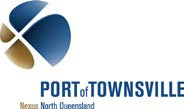 PORT of TOWNSVILLE
Nexus North Queensland